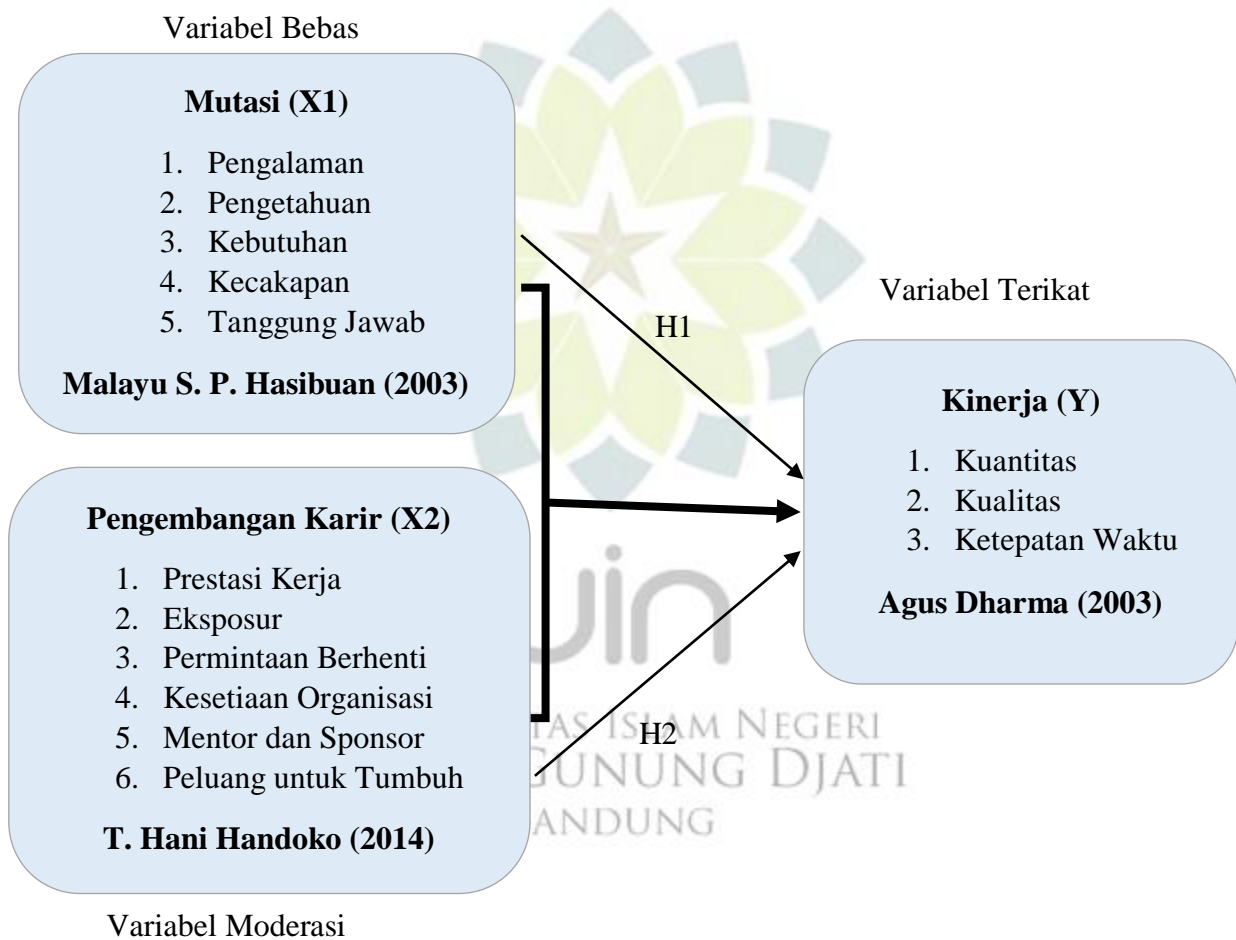 Variabel Bebas
Mutasi (X1)
1. Pengalaman
2. Pengetahuan
3. Kebutuhan
4. Kecakapan
5. Tanggung Jawab
Malayu S. P. Hasibuan (2003)
H1
Variabel Terikat
Kinerja (Y)
1. Kuantitas
2. Kualitas
3. Ketepatan Waktu
Agus Dharma (2003)
Pengembangan Karir (X2)
1. Prestasi Kerja
2. Eksposur
3. Permintaan Berhenti
4. Kesetiaan Organisasi
5. Mentor dan Sponsor
6. Peluang untuk Tumbuh
T. Hani Handoko (2014)
H2
Variabel Moderasi
uin
TAS ISLAM NEGERI
GUNUNG DJATI
ANDUNG